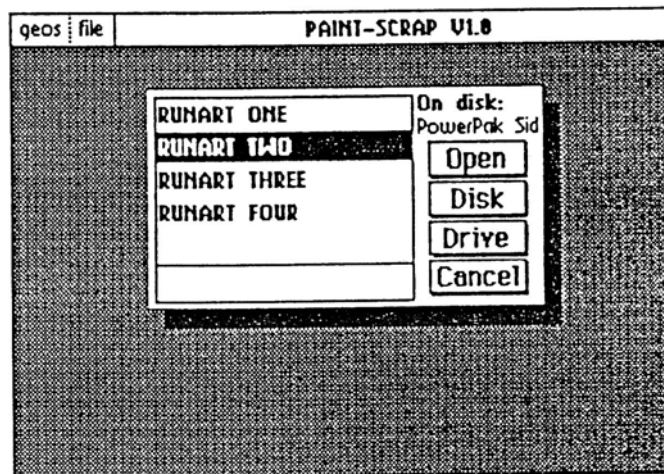 geos file PAINT-SCRAP V1.0
RUNART ONE
RUNART TWO
RUNART THREE
RUNART FOUR
On disk:
PowerPak Sid
Open
Disk
Drive
Cancel